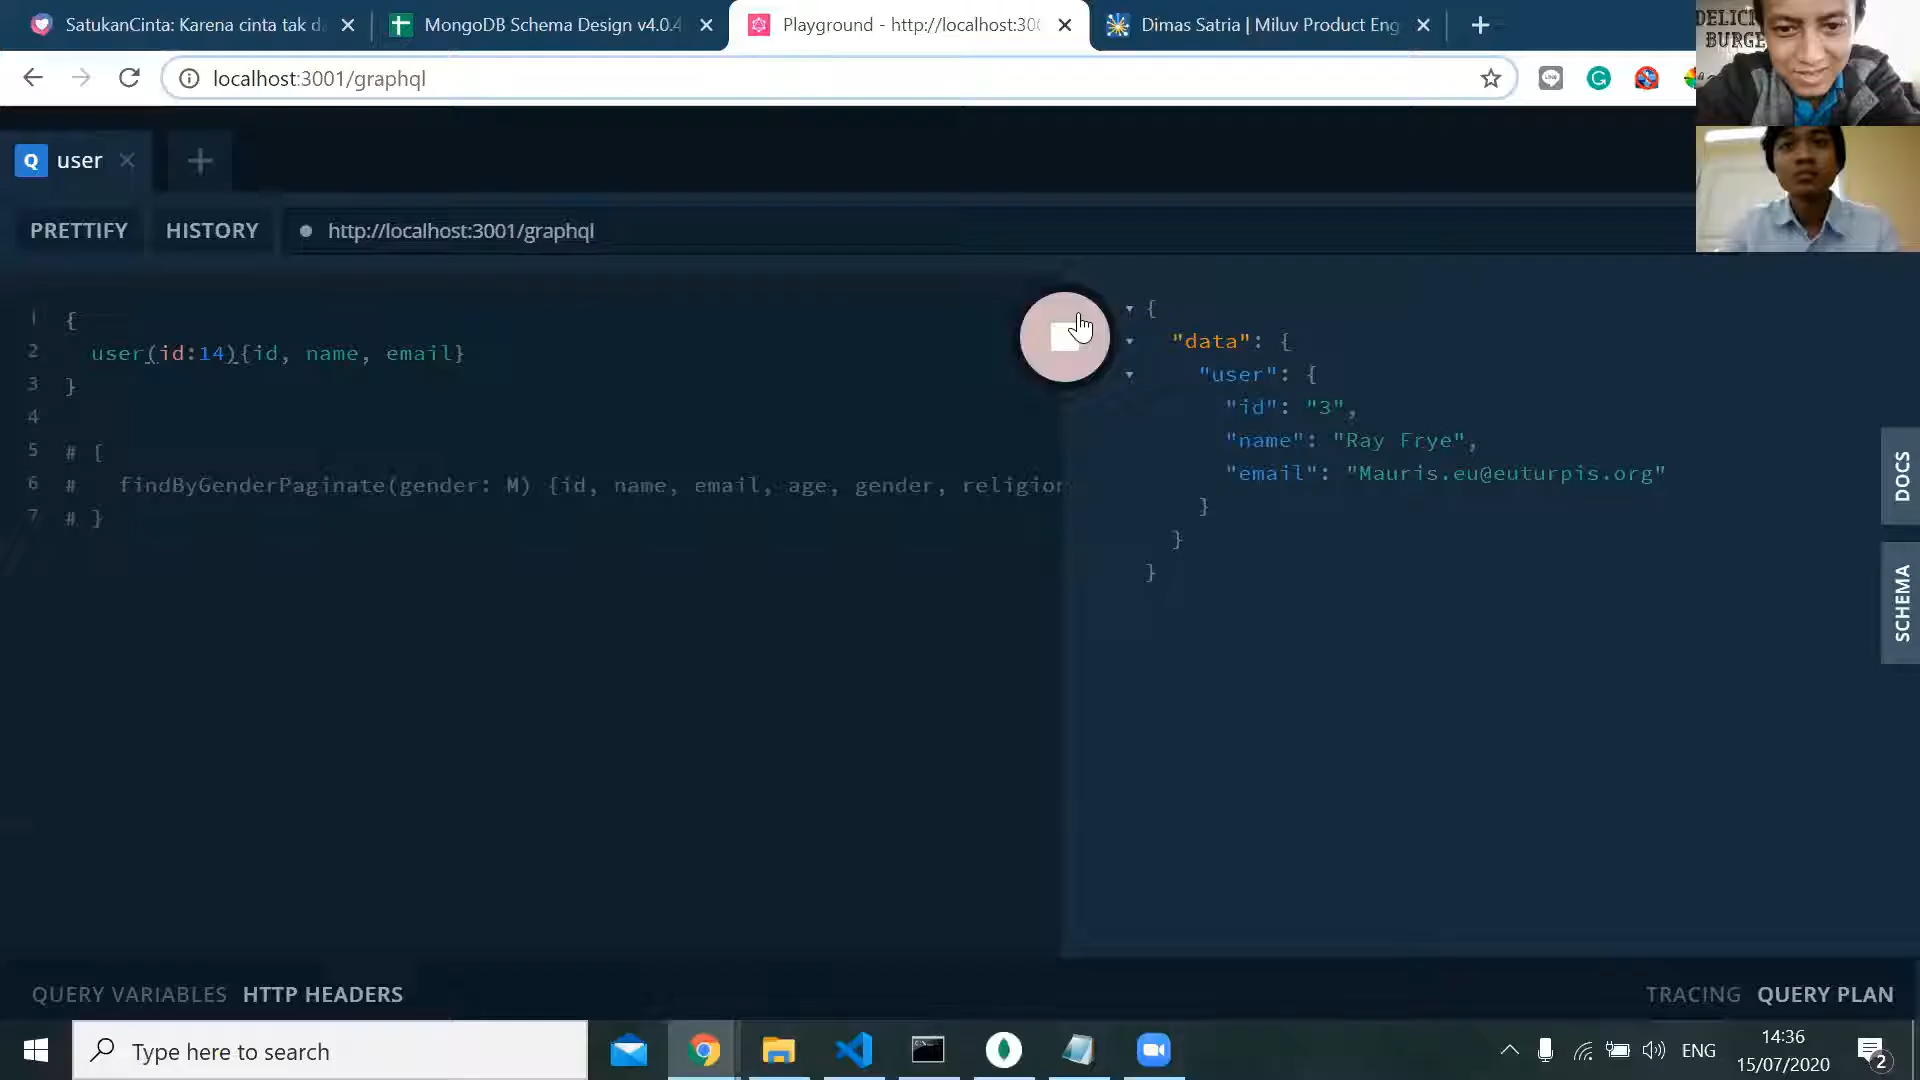 SatukanCinta: Karena cinta tak da
MongoDB Schema Design v4.0.4
Playground - http://localhost:300
Dimas Satria | Miluv Product Eng
localhost:3001/graphql
DELICI
BURGE
Q user
PRETTIFY
HISTORY
http://localhost:3001/graphql
1 {
2 user(id:14){id, name, email}
3 }
4
5 # {
6 # findByGenderPaginate(gender: M) {id, name, email, age, gender, religion
7 # }
{
"data": {
"user": {
"id": "3",
"name": "Ray Frye",
"email": "Mauris.eu@euturpis.org"
}
}
}
DOCS
SCHEMA
QUERY VARIABLES HTTP HEADERS
TRACING QUERY PLAN
Type here to search
ENG
14:36
15/07/2020
2